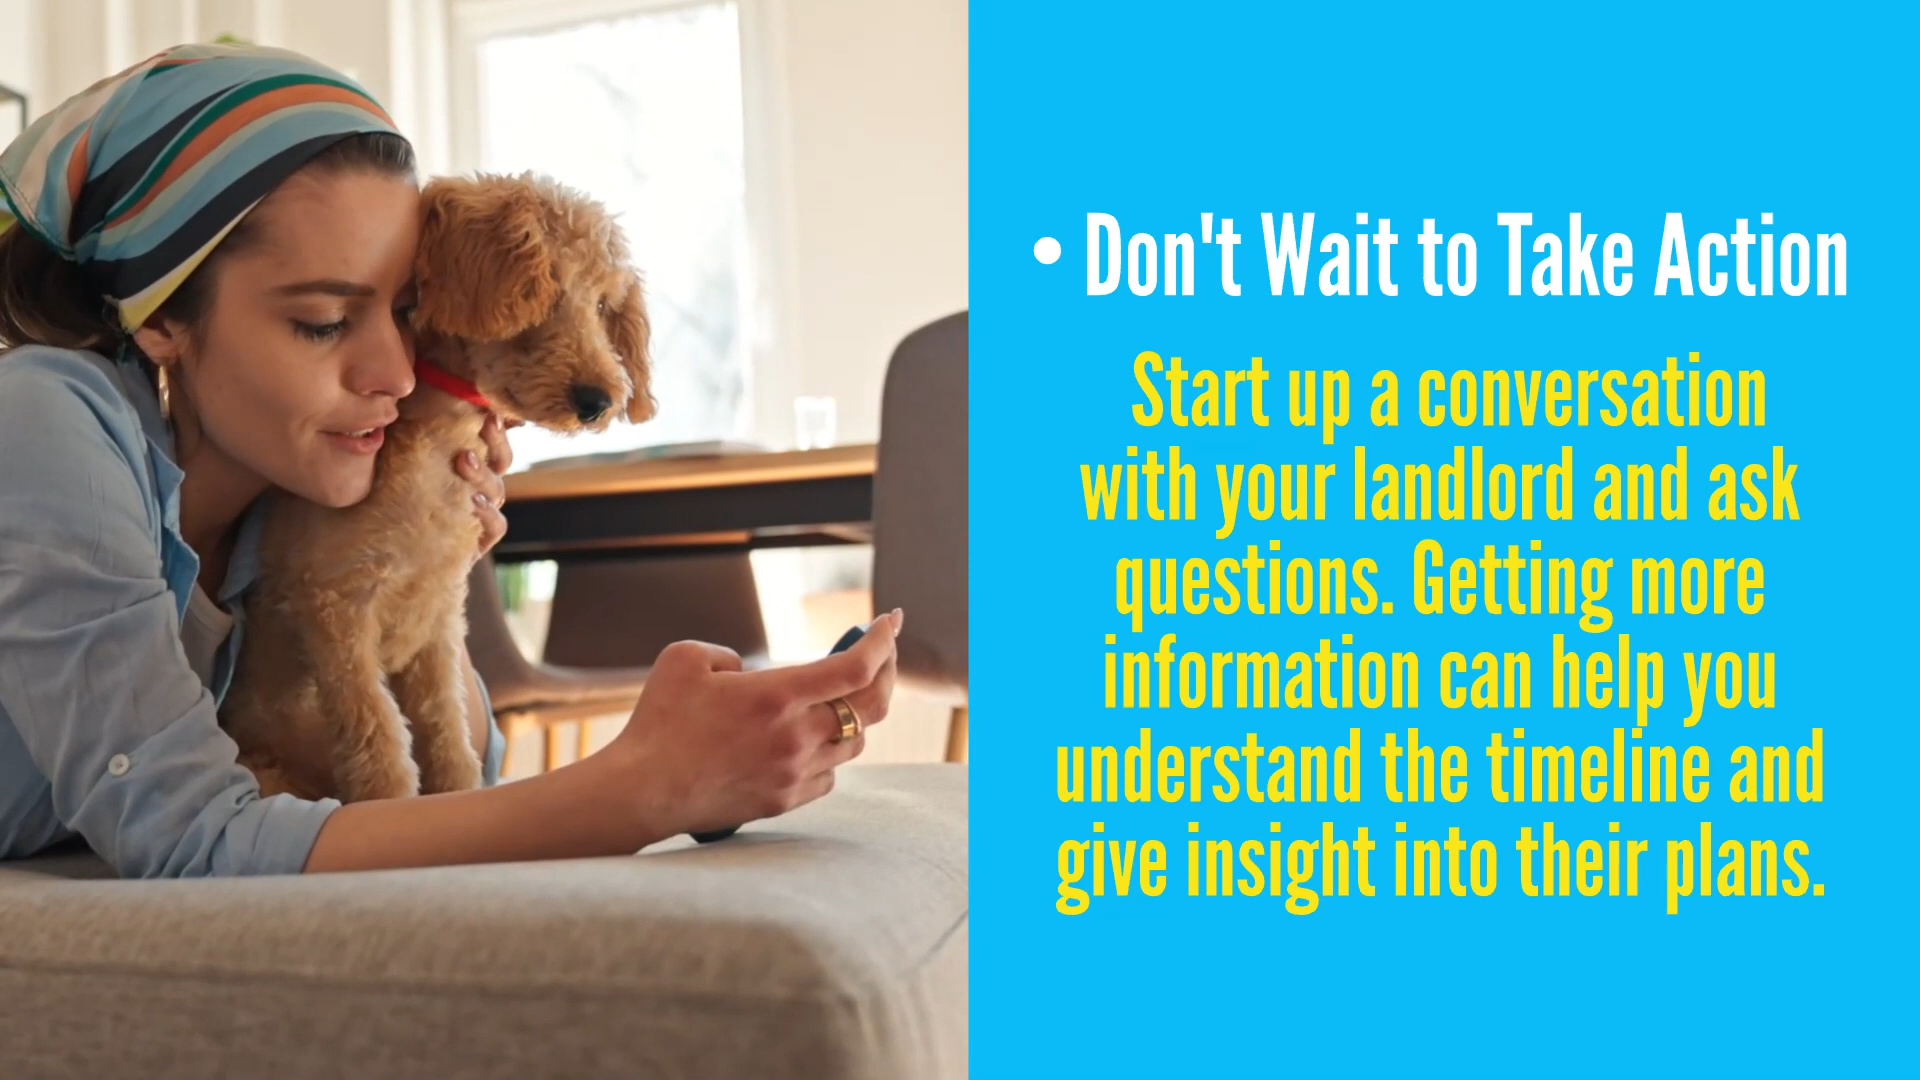 • Don't Wait to Take Action
Start up a conversation
with your landlord and ask
questions. Getting more
information can help you
understand the timeline and
give insight into their plans.